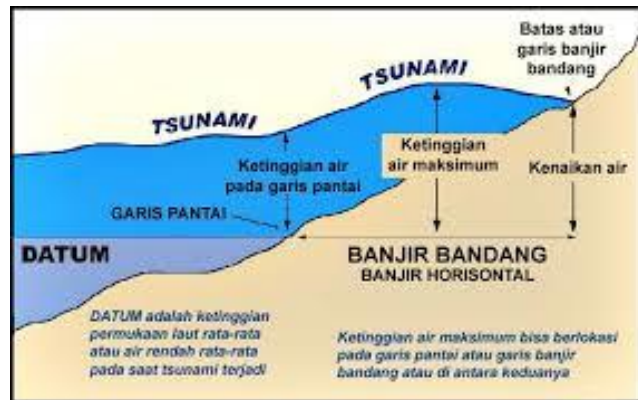 Batas atau
garis banjir
bandang
TSUNAMI
TSUNAMI
Ketinggian air
pada garis pantai
Ketinggian
air maksimum
Kenaikan air
GARIS PANTAI
DATUM
BANJIR BANDANG
BANJIR HORISONTAL
DATUM adalah ketinggian
permukaan laut rata-rata
atau air rendah rata-rata
pada saat tsunami terjadi
Ketinggian air maksimum bisa berlokasi
pada garis pantai atau garis banjir
bandang atau di antara keduanya